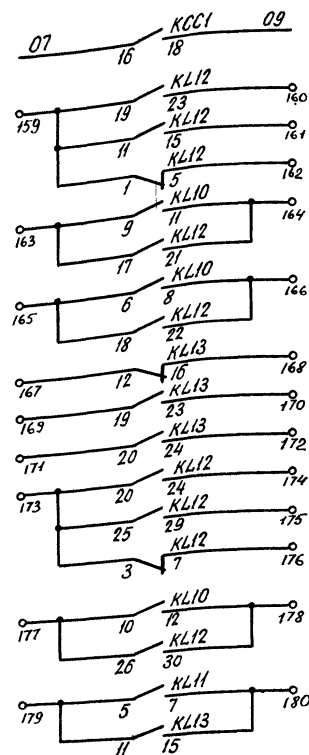 07 KCC1 09
16 18
KL12
159 19 23 160
KL12
11 15 161
KL12
1 5 162
KL10
163 9 11 164
KL12
17 21
KL10
165 6 8 166
KL12
18 22
KL13
167 12 16 168
KL13
169 19 23 170
KL13
171 20 24 172
KL12
173 20 24 174
KL12
25 29 175
KL12
3 7 176
KL10
177 10 12 178
KL12
26 30
KL11
179 5 7 180
KL13
11 15